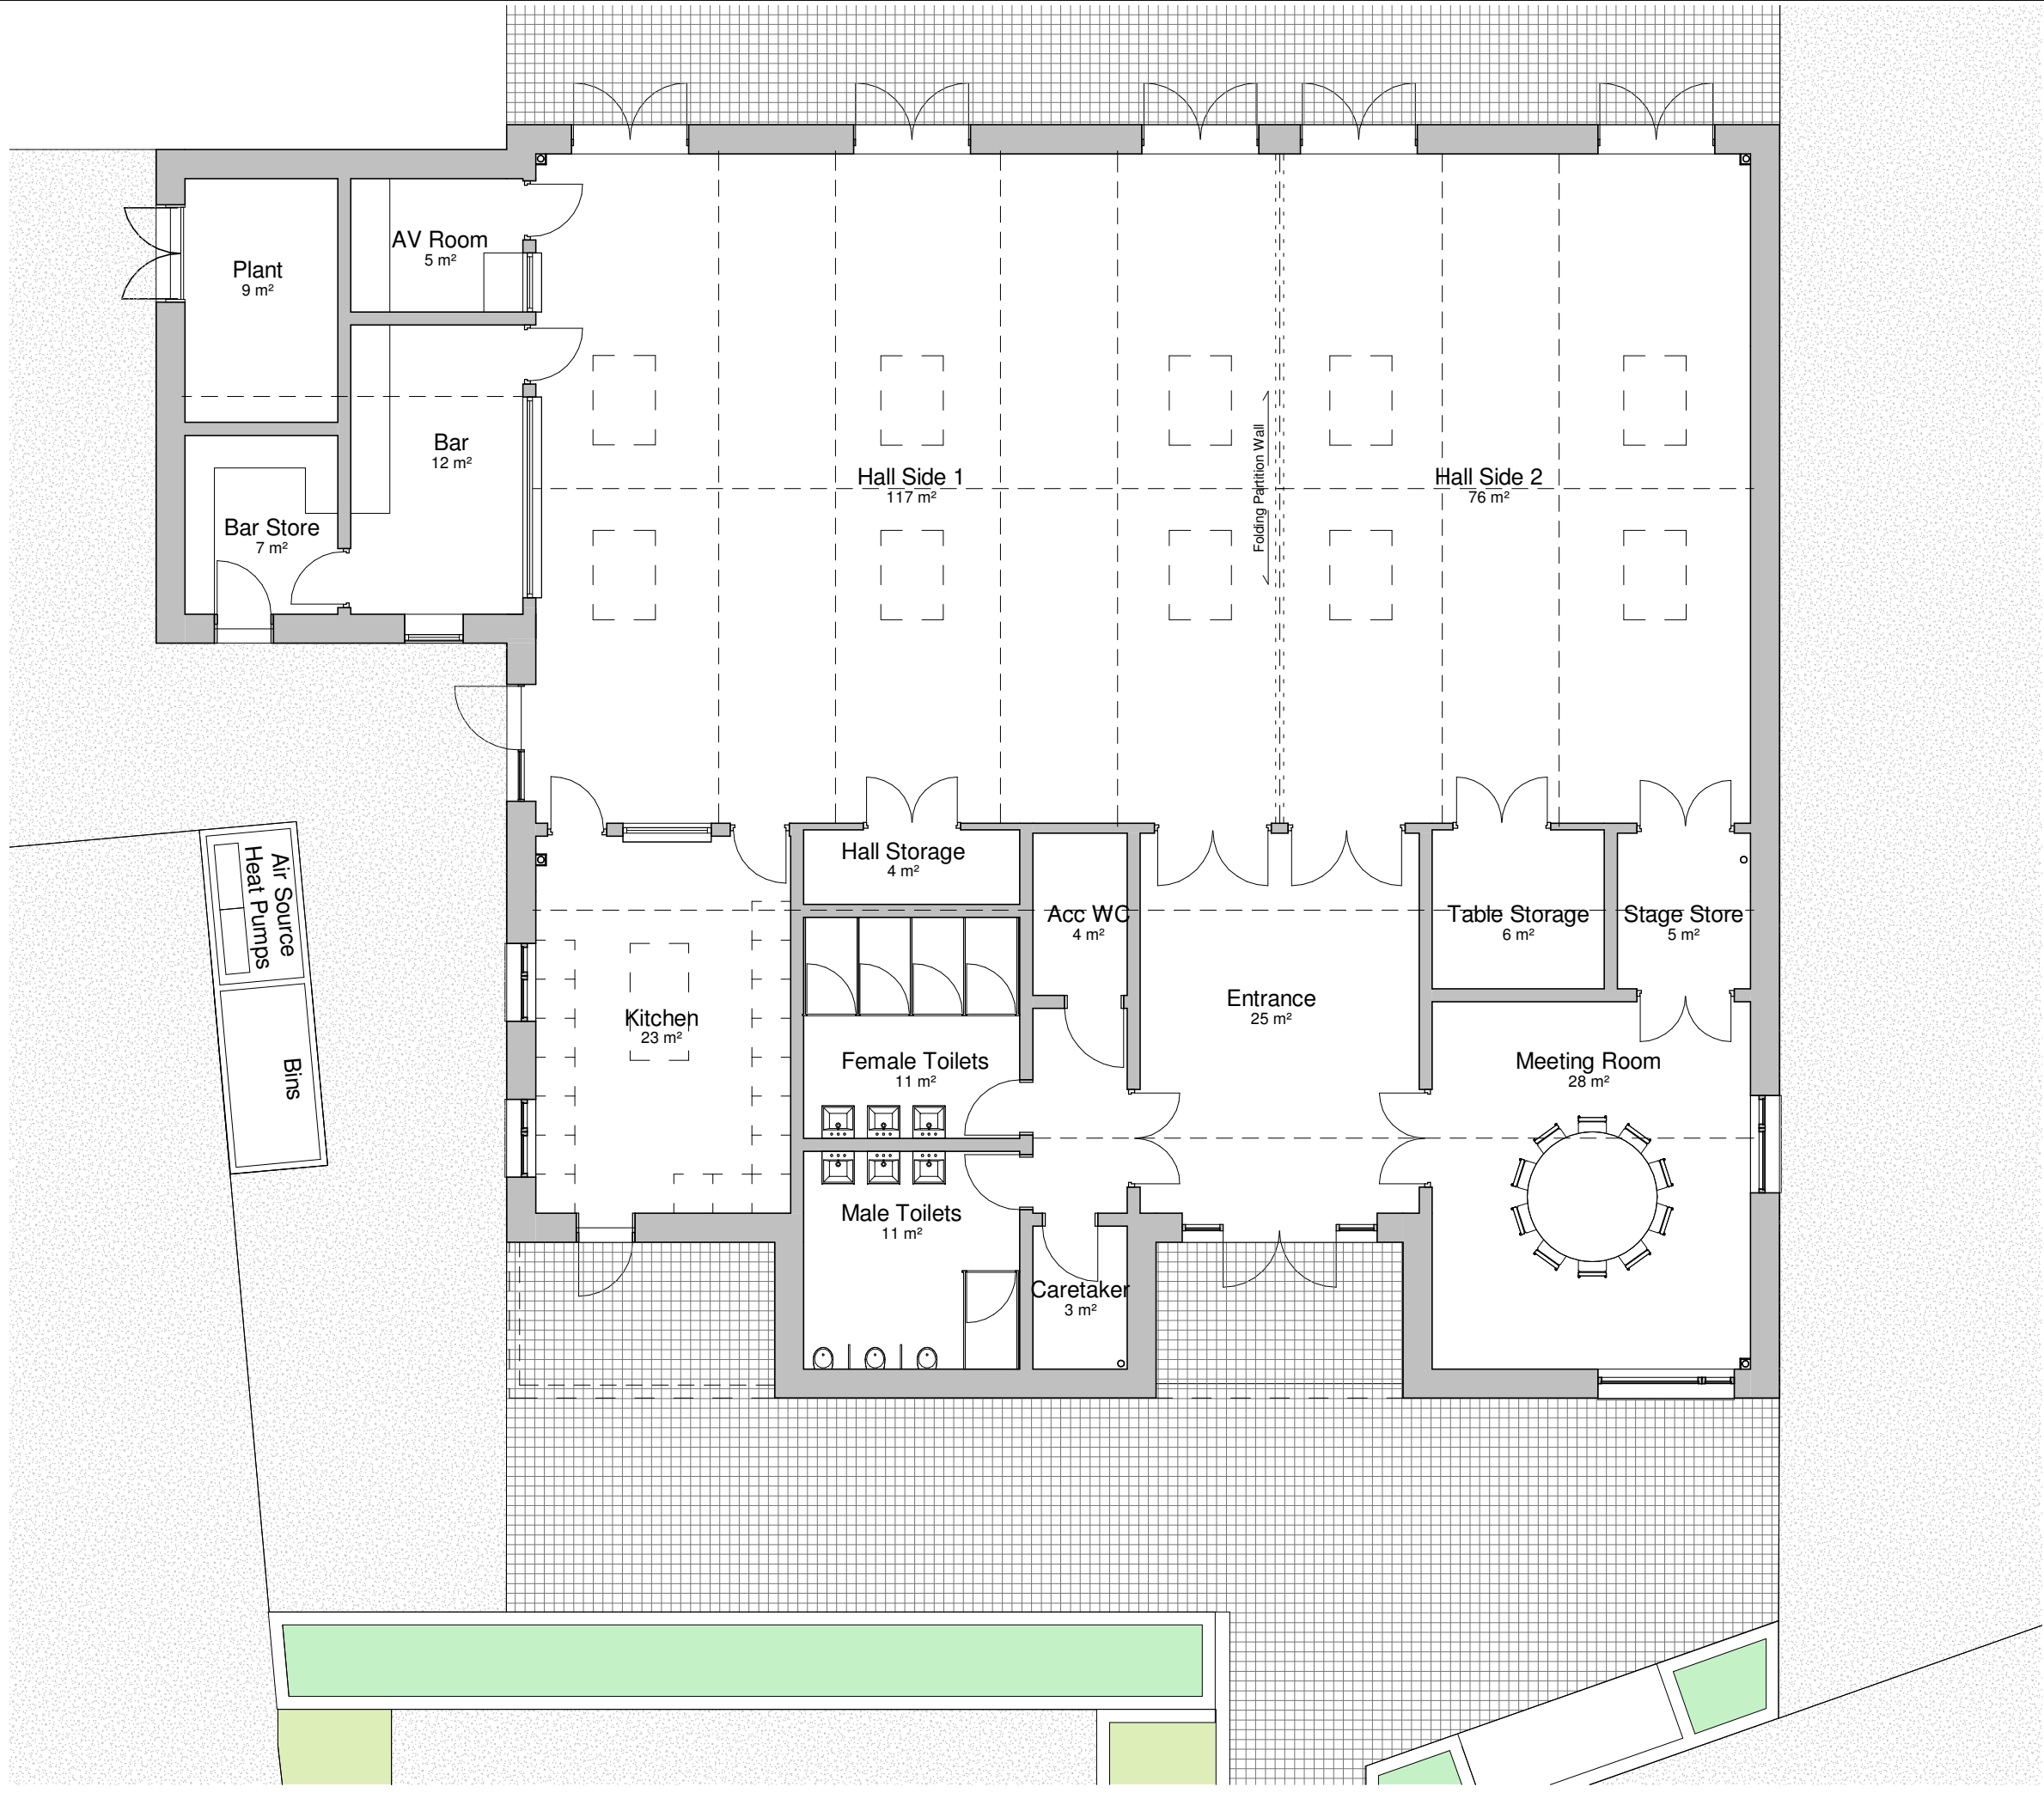 AV Room
5 m²
Plant
9 m²
Bar
12 m²
Hall Side 1
117 m²
Folding Partition Wall
Hall Side 2
76 m²
Bar Store
7 m²
Hall Storage
4 m²
Acc WC
4 m²
Table Storage
6 m²
Stage Store
5 m²
Air Source
Heat Pumps
Kitchen
23 m²
Entrance
25 m²
Female Toilets
11 m²
Meeting Room
28 m²
Bins
Male Toilets
11 m²
Caretaker
3 m²